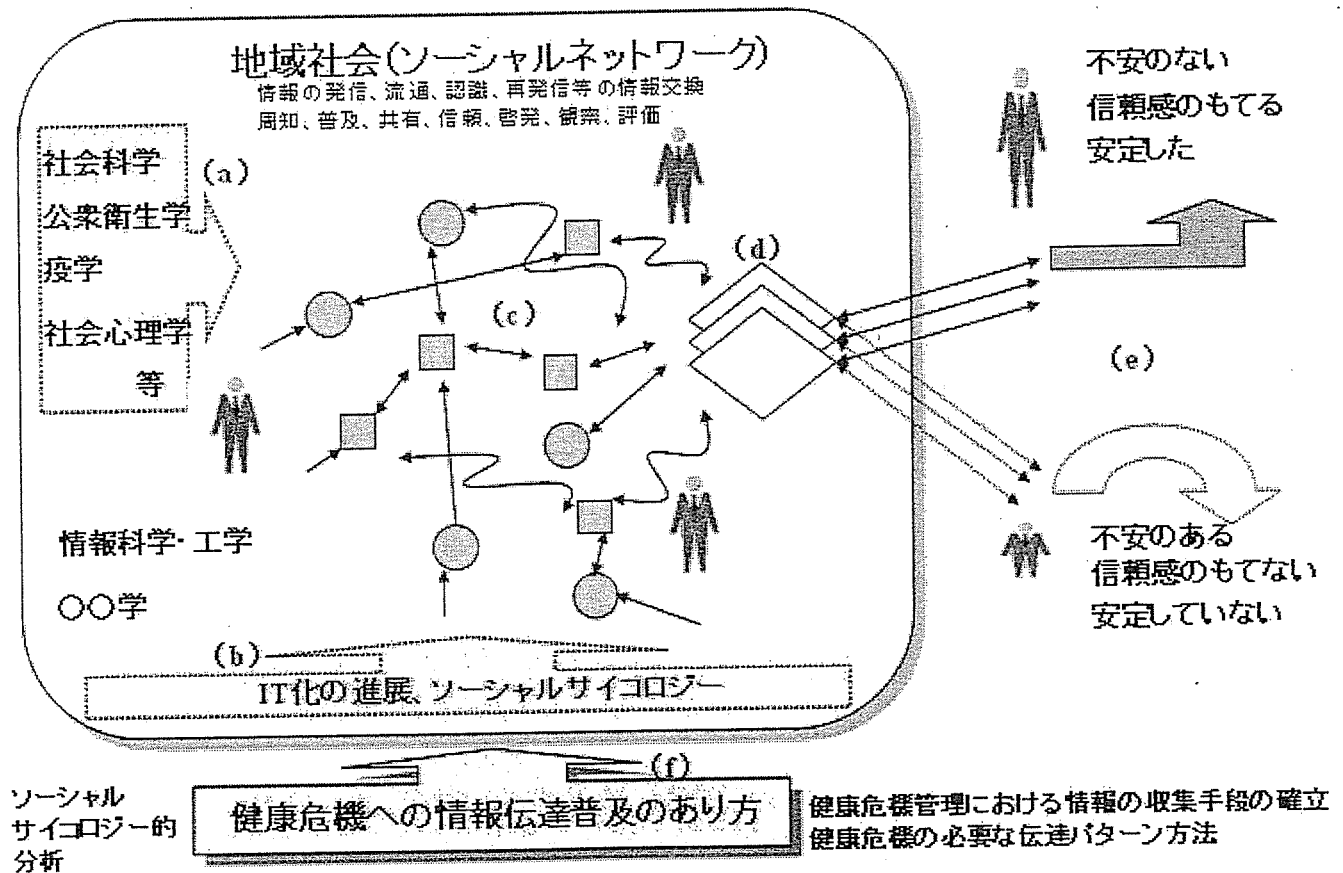 地域社会(ソーシャルネットワーク)
情報の発信、流通、認識、再発信等の情報交換
周知、普及、共有、信頼、啓発、観察、評価
社会科学
公衆衛生学
疫学
社会心理学
等
(a)
(c)
(d)
不安のない
信頼感のもてる
安定した
(e)
不安のある
信頼感のもてない
安定していない
情報科学・工学
○○学
(b)
IT化の進展、ソーシャルサイコロジー
(f)
ソーシャル
サイコロジー的
分析
健康危機への情報伝達普及のあり方
健康危機管理における情報の収集手段の確立
健康危機の必要な伝達パターン方法